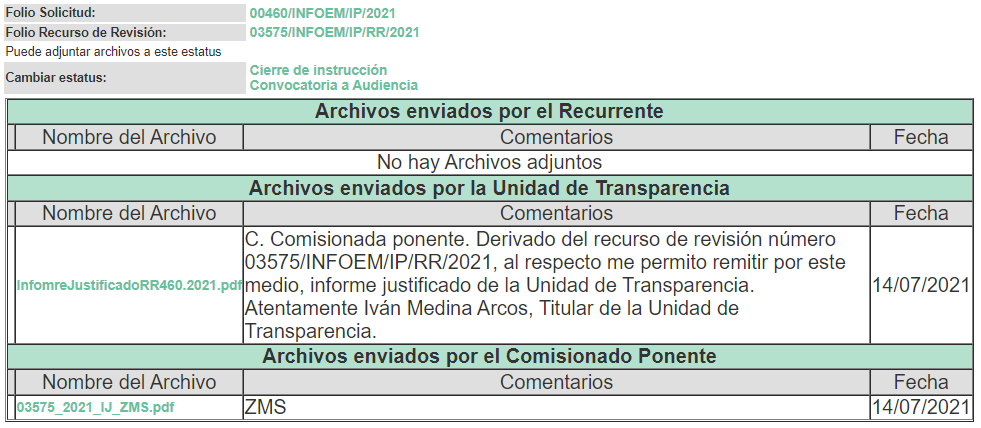 Folio Solicitud: 00460/INFOEM/IP/2021
Folio Recurso de Revisión: 03575/INFOEM/IP/RR/2021
Puede adjuntar archivos a este estatus
Cambiar estatus: Cierre de instrucción
Convocatoria a Audiencia
Archivos enviados por el Recurrente
Nombre del Archivo Comentarios Fecha
No hay Archivos adjuntos
Archivos enviados por la Unidad de Transparencia
Nombre del Archivo Comentarios Fecha
C. Comisionada ponente. Derivado del recurso de revisión número
03575/INFOEM/IP/RR/2021, al respecto me permito remitir por este
InfomreJustificadoRR460.2021.pdf medio, informe justificado de la Unidad de Transparencia. 14/07/2021
Atentamente Iván Medina Arcos, Titular de la Unidad de
Transparencia.
Archivos enviados por el Comisionado Ponente
Nombre del Archivo Comentarios Fecha
03575_2021_IJ_ZMS.pdf ZMS 14/07/2021